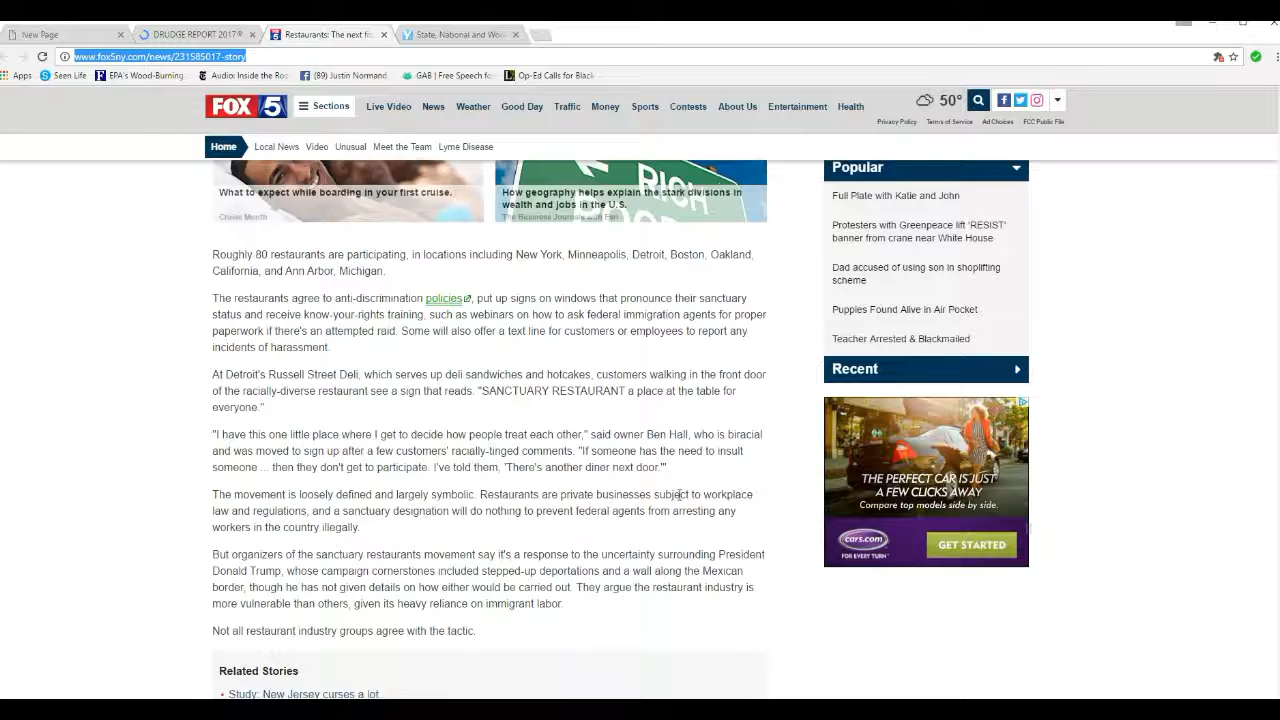 New Page
DRUDGE REPORT 2017®
Restaurants: The next fr
State, National and Wo
www.fox5ny.com/news/231585017-story
Apps
Seen Life
EPA's Wood-Burning
Audio: Inside the Ro
(89) Justin Normand
GAB | Free Speech fo
Op-Ed Calls for Black
FOX 5
Sections
Live Video
News
Weather
Good Day
Traffic
Money
Sports
Contests
About Us
Entertainment
Health
50°
Privacy Policy
Terms of Service
Ad Choices
FCC Public File
Home
Local News
Video
Unusual
Meet the Team
Lyme Disease
What to expect while boarding in your first cruise.
Cruise Month
RICH
How geography helps explain the stark divisions in
wealth and jobs in the U.S.
The Business Journals with Esri
Roughly 80 restaurants are participating, in locations including New York, Minneapolis, Detroit, Boston, Oakland,
California, and Ann Arbor, Michigan.
The restaurants agree to anti-discrimination policies, put up signs on windows that pronounce their sanctuary
status and receive know-your-rights training, such as webinars on how to ask federal immigration agents for proper
paperwork if there's an attempted raid. Some will also offer a text line for customers or employees to report any
incidents of harassment.
At Detroit's Russell Street Deli, which serves up deli sandwiches and hotcakes, customers walking in the front door
of the racially-diverse restaurant see a sign that reads. "SANCTUARY RESTAURANT a place at the table for
everyone."
"I have this one little place where I get to decide how people treat each other," said owner Ben Hall, who is biracial
and was moved to sign up after a few customers' racially-tinged comments. "If someone has the need to insult
someone ... then they don't get to participate. I've told them, 'There's another diner next door.'"
The movement is loosely defined and largely symbolic. Restaurants are private businesses subject to workplace
law and regulations, and a sanctuary designation will do nothing to prevent federal agents from arresting any
workers in the country illegally.
But organizers of the sanctuary restaurants movement say it's a response to the uncertainty surrounding President
Donald Trump, whose campaign cornerstones included stepped-up deportations and a wall along the Mexican
border, though he has not given details on how either would be carried out. They argue the restaurant industry is
more vulnerable than others, given its heavy reliance on immigrant labor.
Not all restaurant industry groups agree with the tactic.
Related Stories
• Study: New Jersey curses a lot
Popular
Full Plate with Katie and John
Protesters with Greenpeace lift 'RESIST'
banner from crane near White House
Dad accused of using son in shoplifting
scheme
Puppies Found Alive in Air Pocket
Teacher Arrested & Blackmailed
Recent
THE PERFECT CAR IS JUST
A FEW CLICKS AWAY
Compare top models side by side.
cars.com
FOR EVERY TURN
GET STARTED